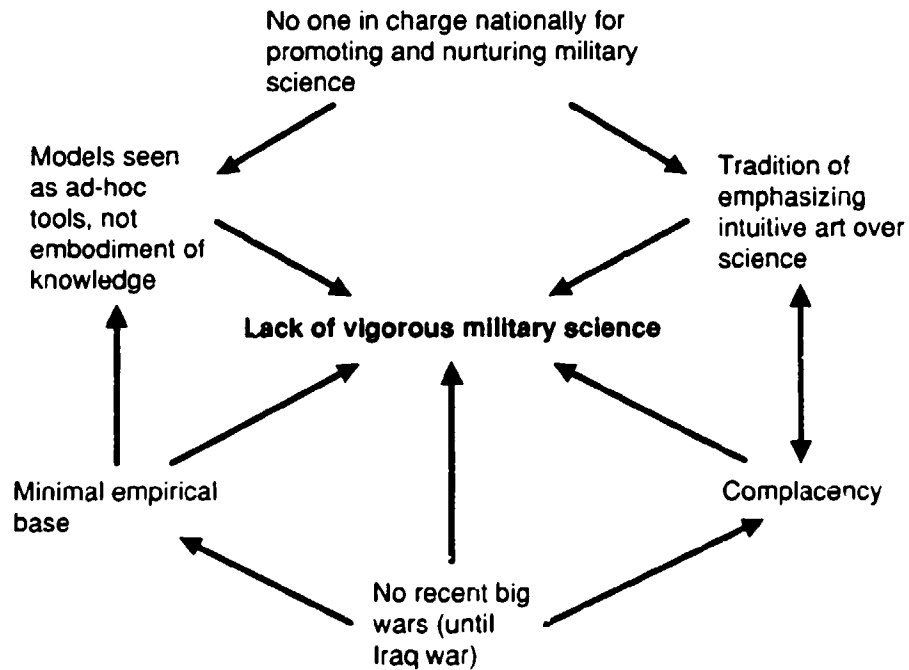 No one in charge nationally for
promoting and nurturing military
science
Models seen
as ad-hoc
tools, not
embodiment of
knowledge
Tradition of
emphasizing
intuitive art over
science
Lack of vigorous military science
Minimal empirical
base
Complacency
No recent big
wars (until
Iraq war)